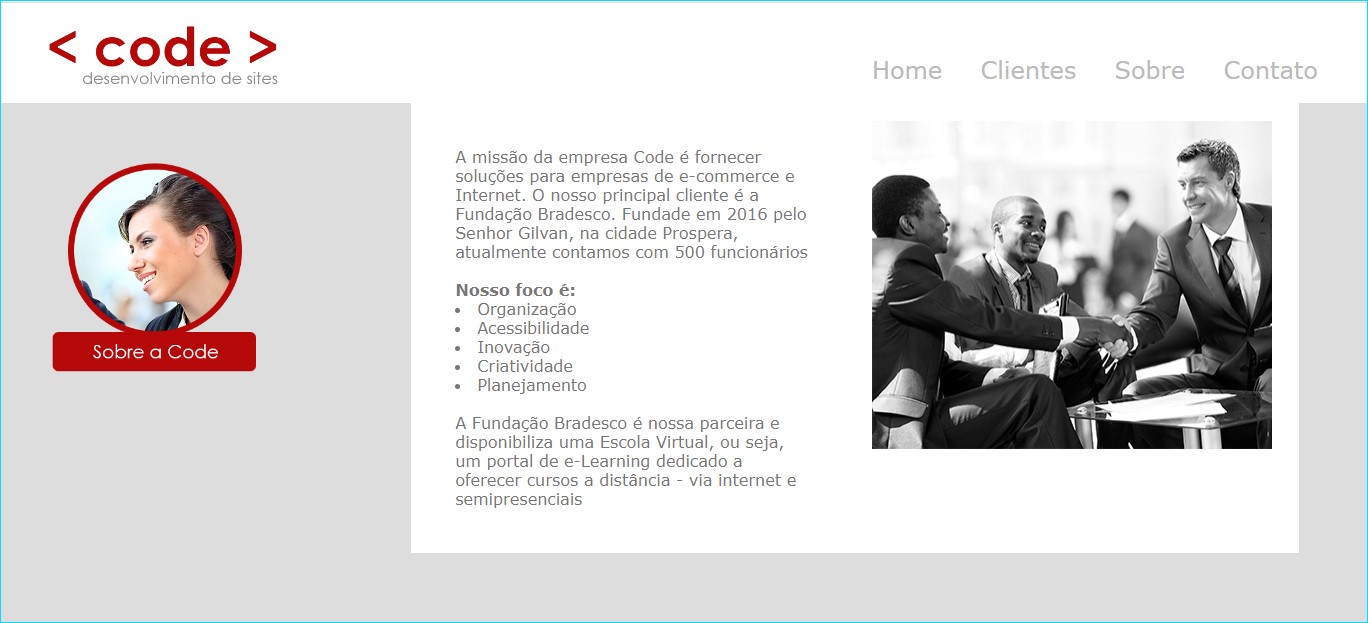 < code >
desenvolvimento de sites
Home Clientes Sobre Contato
Sobre a Code
A missão da empresa Code é fornecer
soluções para empresas de e-commerce e
Internet. O nosso principal cliente é a
Fundação Bradesco. Fundade em 2016 pelo
Senhor Gilvan, na cidade Prospera,
atualmente contamos com 500 funcionários
Nosso foco é:
• Organização
• Acessibilidade
• Inovação
• Criatividade
• Planejamento
A Fundação Bradesco é nossa parceira e
disponibiliza uma Escola Virtual, ou seja,
um portal de e-Learning dedicado a
oferecer cursos a distância - via internet e
semipresenciais